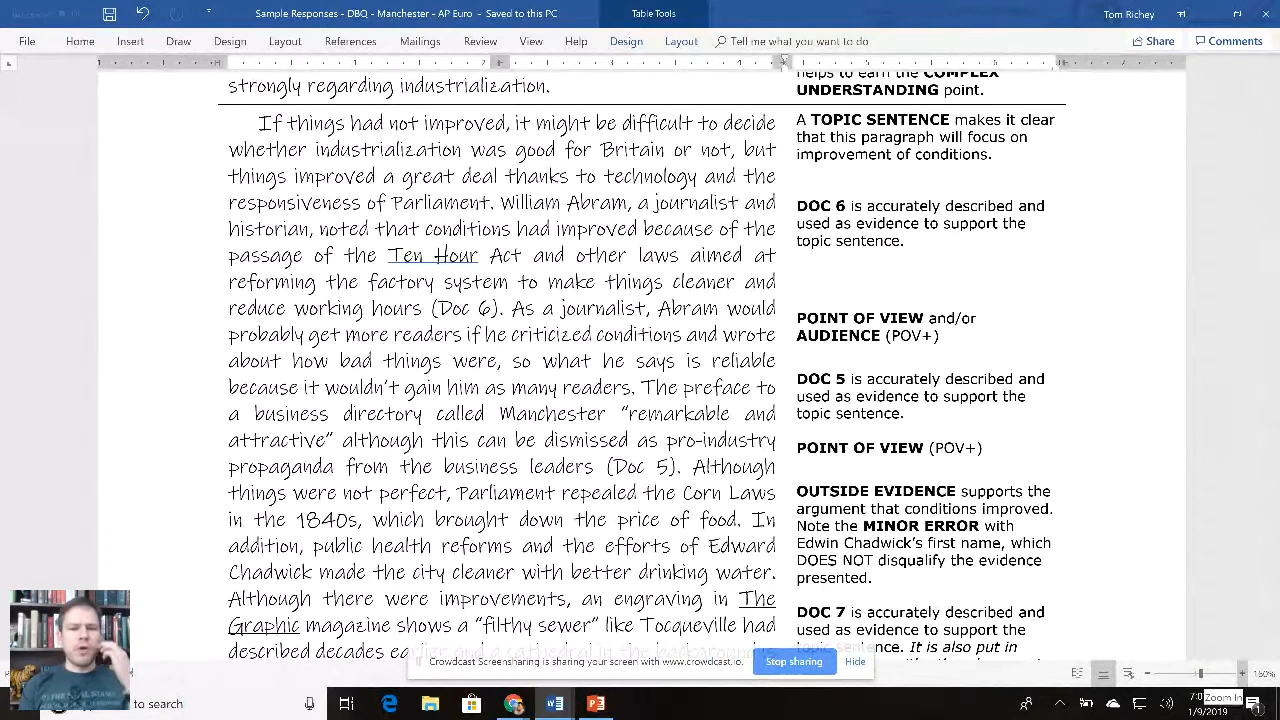 Sample Responses - DBQ - Manchester - AP Euro - Saved to this PC
Table Tools
Tom Richey
File Home Insert Draw Design Layout References Mailings Review View Help Design Layout Tell me what you want to do Share Comments
strongly regarding industrialization.
If things had not improved, it might be difficult to decide
whether industrialization was good for Britain or not, but
things improved a great deal thanks to technology and the
responsiveness of Parliament. William Abram, a journalist and
historian, noted that conditions had improved because of the
passage of the Ten Hour Act and other laws aimed at
reforming the factory system to make things cleaner and
reduce working hours (Doc 6). As a journalist, Abram would
probably get more readers if he criticized conditions and wrote
about how bad things were, so what he says is reliable
because it wouldn't gain him as many readers. The preface to
a business directory called Manchester "remarkable and
attractive" although this can be dismissed as pro-industry
propaganda from the business leaders (Doc 5). Although
things were not perfect, Parliament repealed the Corn Laws
in the 1840s, which brought down the price of food. In
addition, public health reforms and the efforts of Edward
Chadwick made the city cleaner with better drinking water.
Although there were improvements, an engraving in The
Graphic magazine shows a "filthy sewer" like Tocqueville had
described decades earlier and a cathedral in the background is
helps to earn the COMPLEX
UNDERSTANDING point.
A TOPIC SENTENCE makes it clear
that this paragraph will focus on
improvement of conditions.
DOC 6 is accurately described and
used as evidence to support the
topic sentence.
POINT OF VIEW and/or
AUDIENCE (POV+)
DOC 5 is accurately described and
used as evidence to support the
topic sentence.
POINT OF VIEW (POV+)
OUTSIDE EVIDENCE supports the
argument that conditions improved.
Note the MINOR ERROR with
Edwin Chadwick's first name, which
DOES NOT disqualify the evidence
presented.
DOC 7 is accurately described and
used as evidence to support the
topic sentence. It is also put in
Crowdcast resenting is sharing your screen with www.crowdcast.io.
Stop sharing
Hide
to search
Zoom In
7:0
1/9/2019